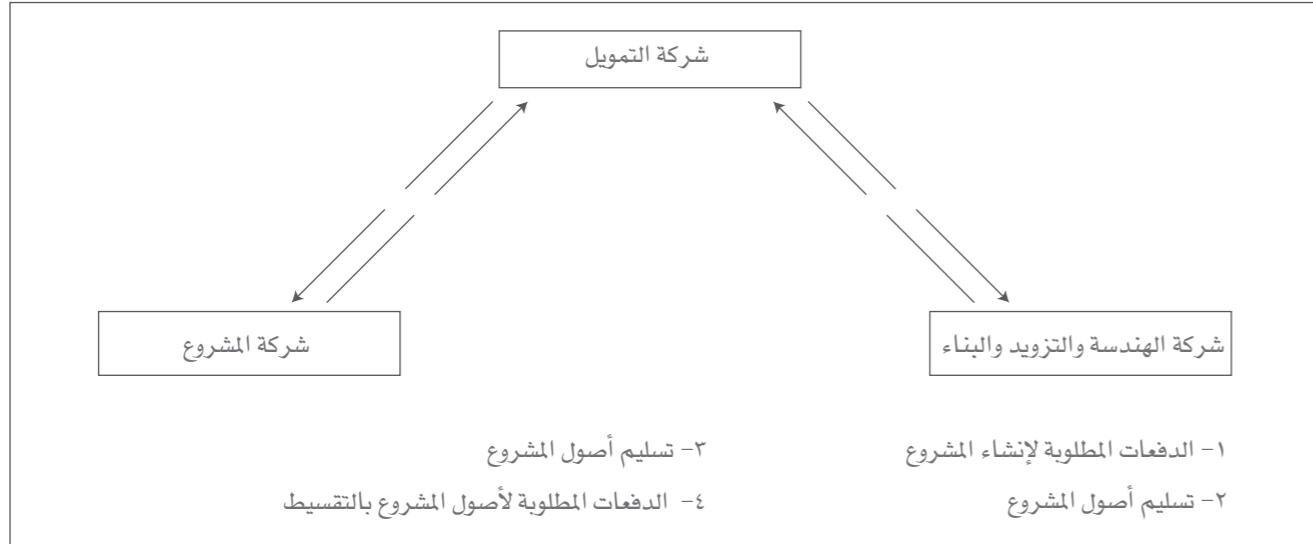 شركة التمويل
شركة الهندسة والتزويد والبناء
شركة المشروع
١- الدفعات المطلوبة لإنشاء المشروع
٢- تسليم أصول المشروع
٣- تسليم أصول المشروع
٤- الدفعات المطلوبة لأصول المشروع بالتقسيط